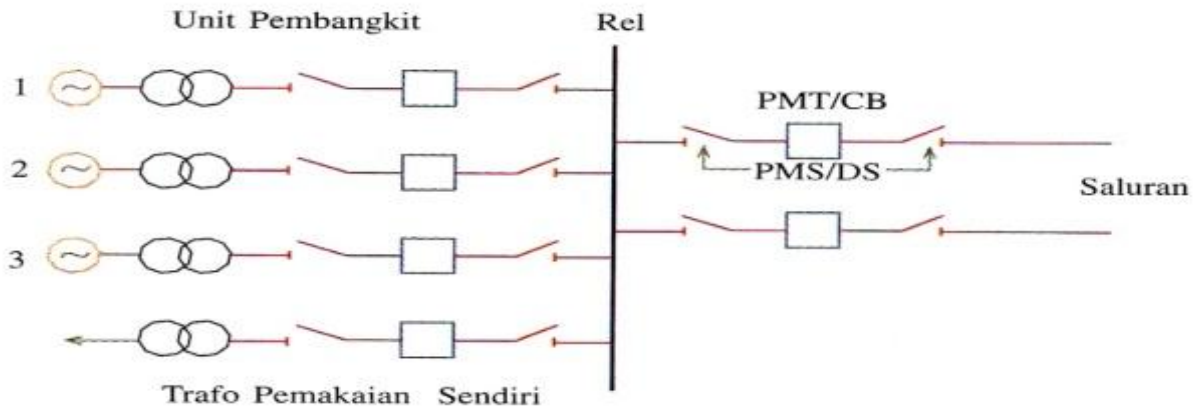 Unit Pembangkit
Rel
1
PMT/CB
2
PMS/DS
Saluran
3
Trafo Pemakaian Sendiri